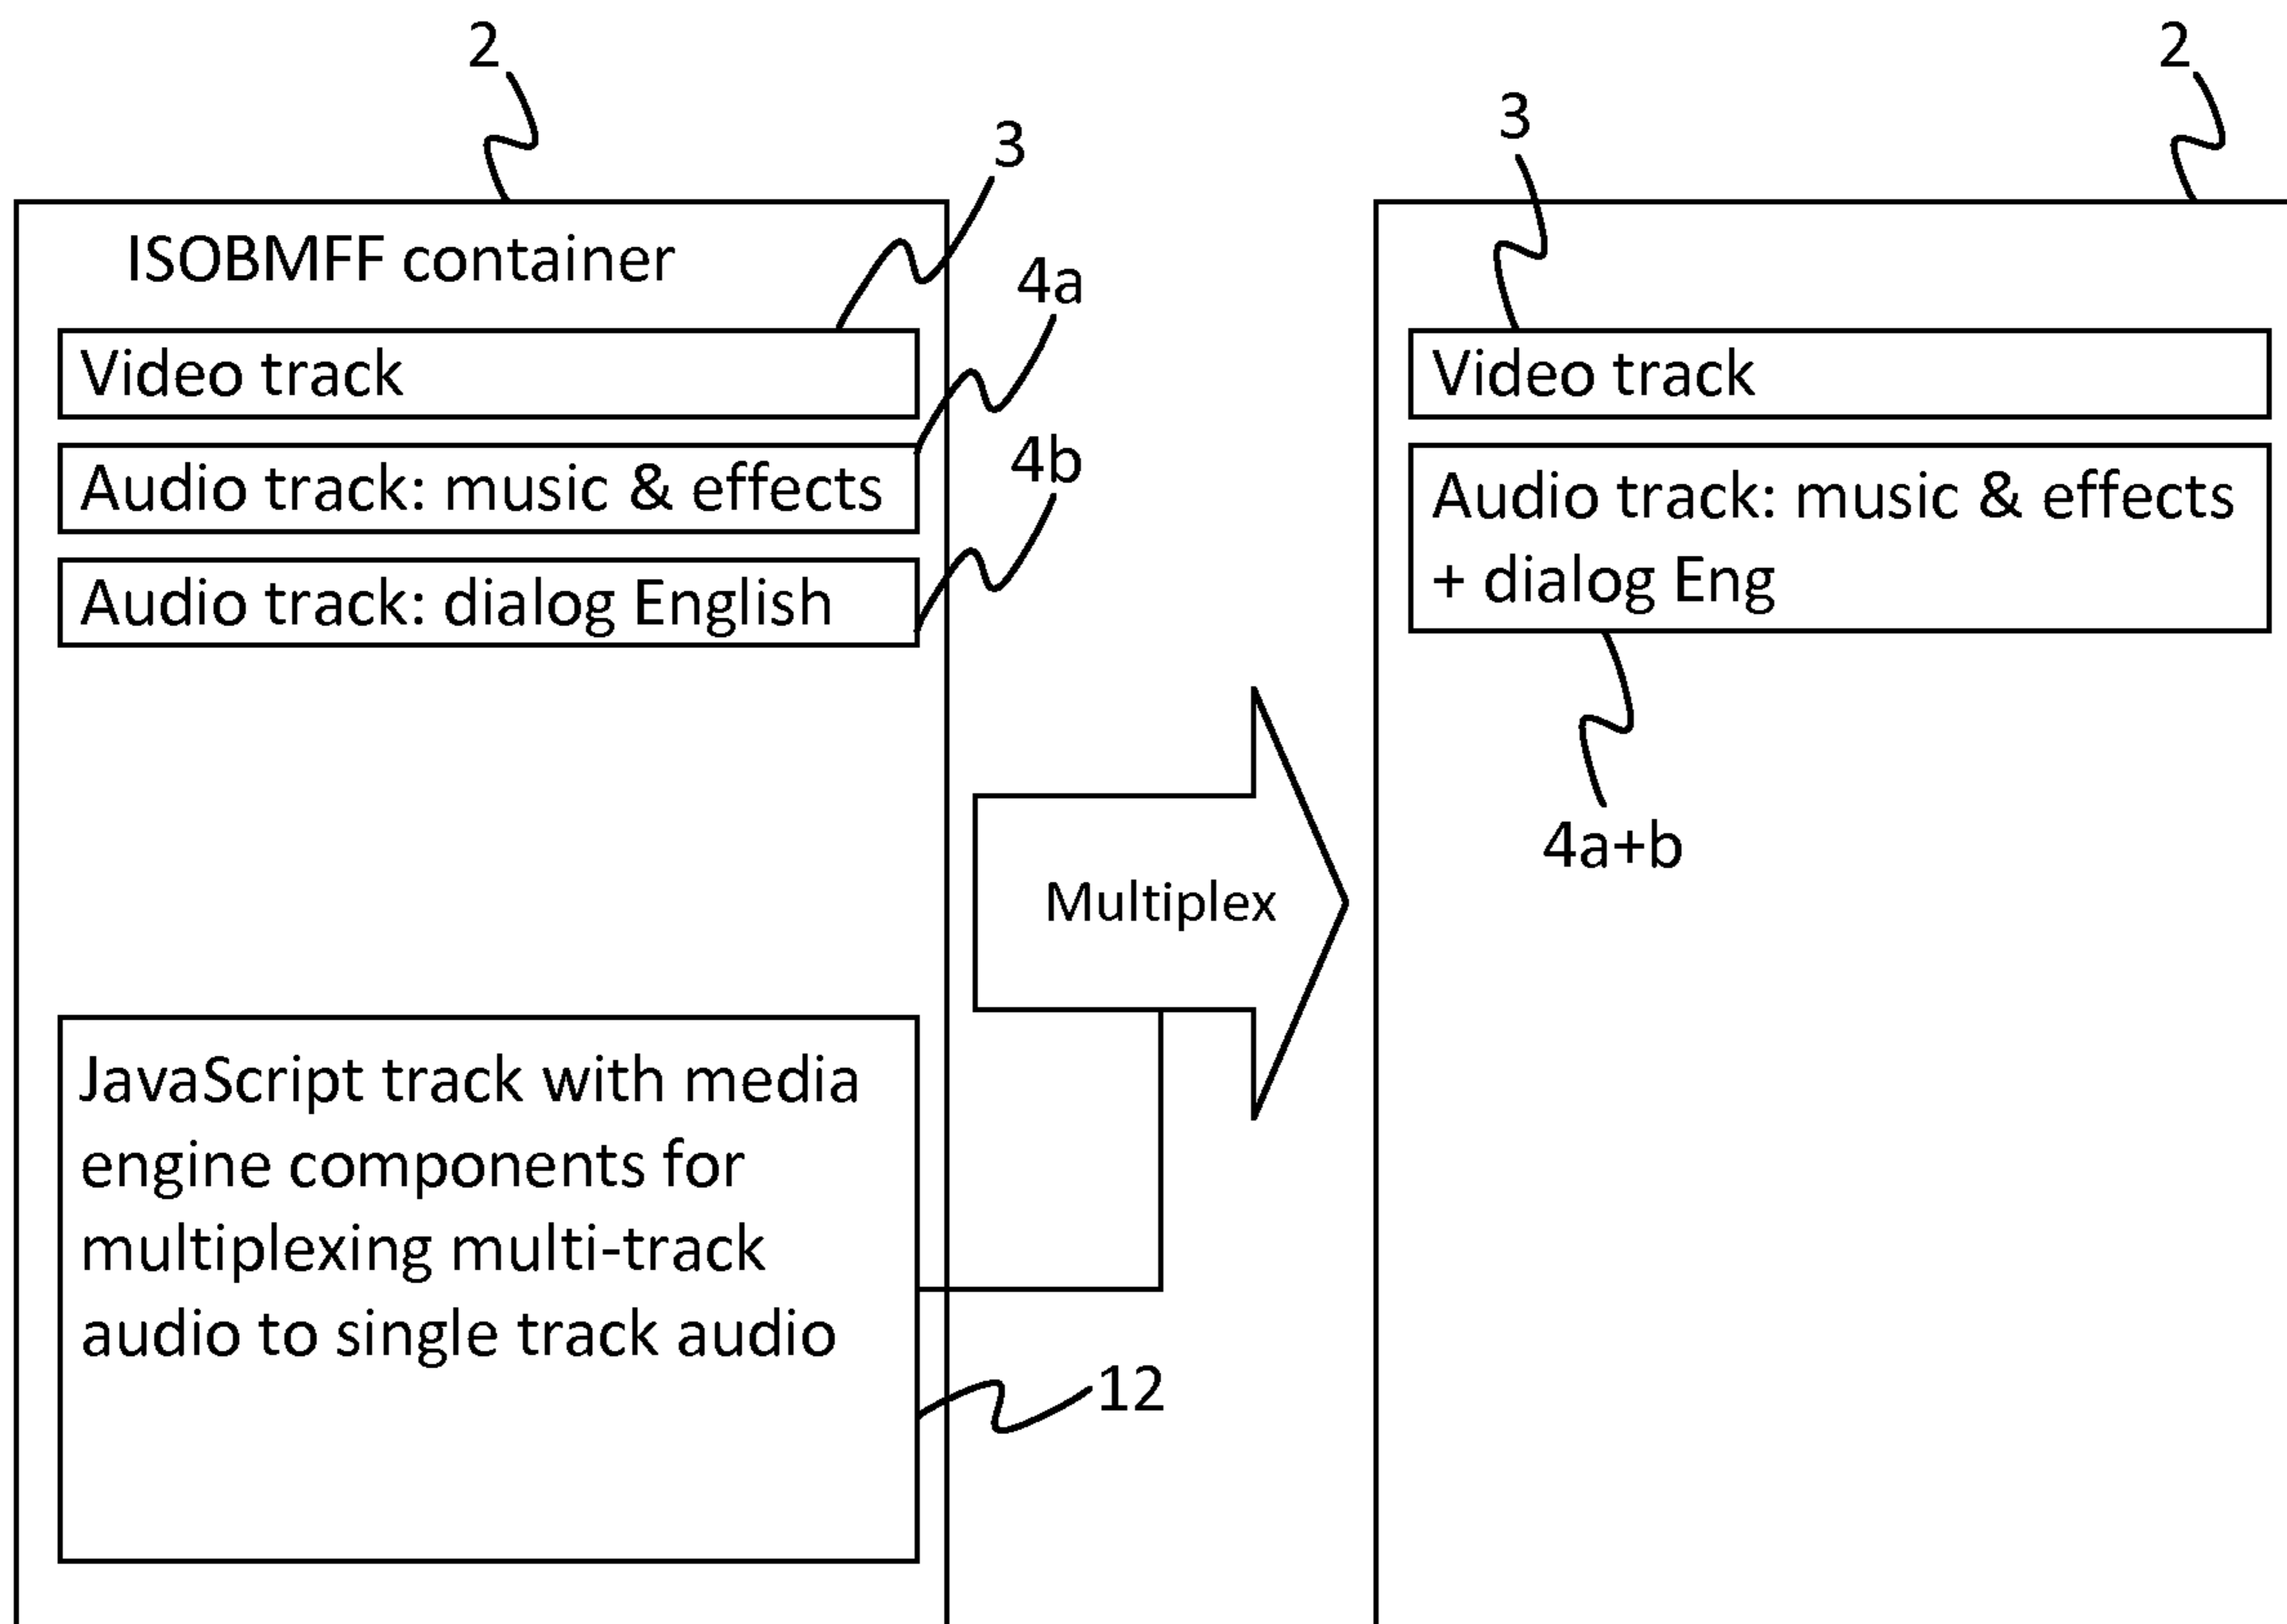 2
3
ISOBMFF container
4a
Video track
4b
Audio track: music & effects
Audio track: dialog English
JavaScript track with media
engine components for
multiplexing multi-track
audio to single track audio
12
Multiplex
2
3
Video track
Audio track: music & effects
+ dialog Eng
4a+b